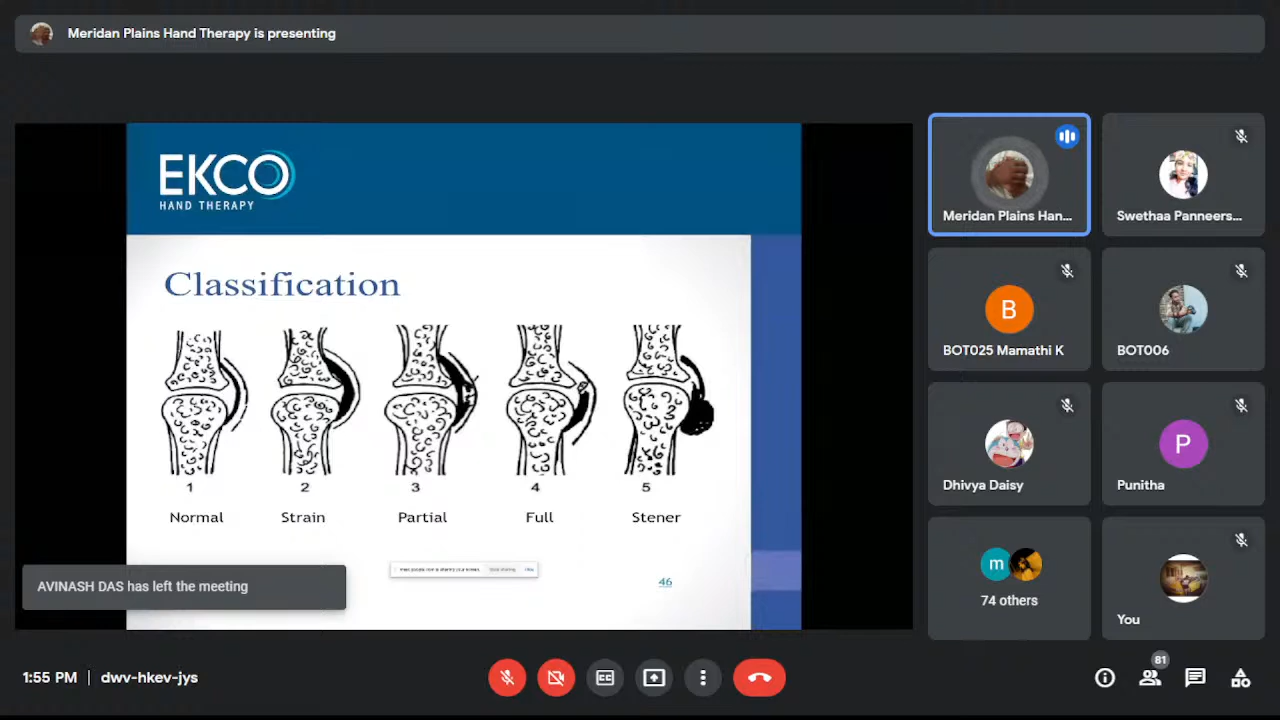 Meridan Plains Hand Therapy is presenting
EKCO
HAND THERAPY
Classification
1 2 3 4 5
Normal Strain Partial Full Stener
46
AVINASH DAS has left the meeting
Meridan Plains Han...
Swethaa Panneers...
B
BOT025 Mamathi K
BOT006
Dhivya Daisy
P
Punitha
m
74 others
You
1:55 PM | dwv-hkev-jys
CC
81